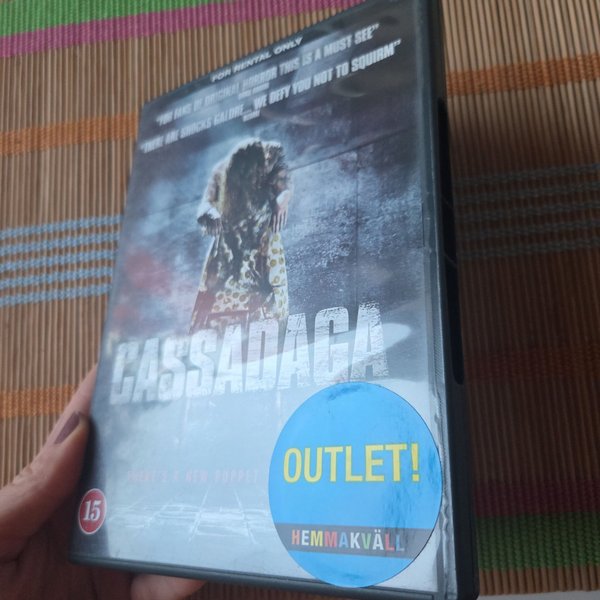 FOR RENTAL ONLY
"FOR FANS OF ORIGINAL HORROR THIS IS A MUST SEE"
"THERE ARE SHOCKS GALORE... WE DEFY YOU NOT TO SQUIRM"
CASSADAGA
THERE'S A NEW PUPPET
OUTLET!
HEMMAKVÄLL
15